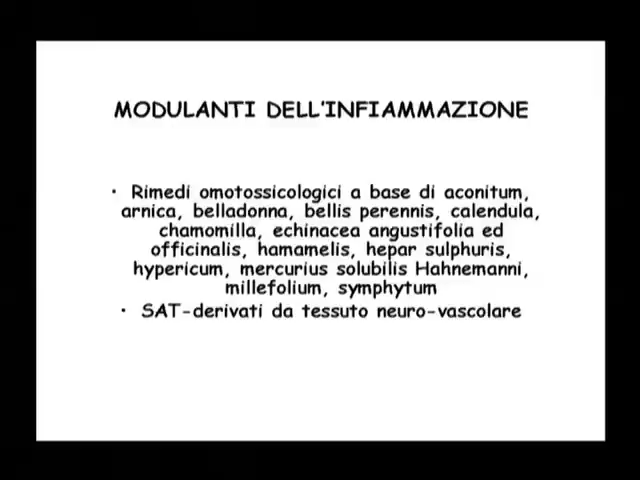 MODULANTI DELL'INFIAMMAZIONE
• Rimedi omotossicologici a base di aconitum,
arnica, belladonna, bellis perennis, calendula,
chamomilla, echinacea angustifolia ed
officinalis, hamamelis, hepar sulphuris,
hypericum, mercurius solubilis Hahnemanni,
millefolium, symphytum
• SAT-derivati da tessuto neuro-vascolare